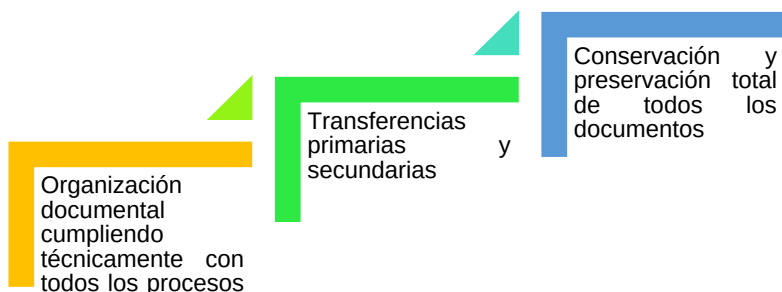 Organización
documental
cumpliendo
técnicamente con
todos los procesos
Transferencias
primarias y
secundarias
Conservación y
preservación total
de todos los
documentos